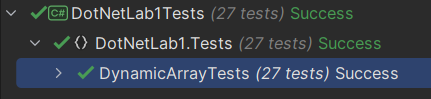 C# DotNetLab1Tests (27 tests) Success
{} DotNetLab1.Tests (27 tests) Success
DynamicArrayTests (27 tests) Success